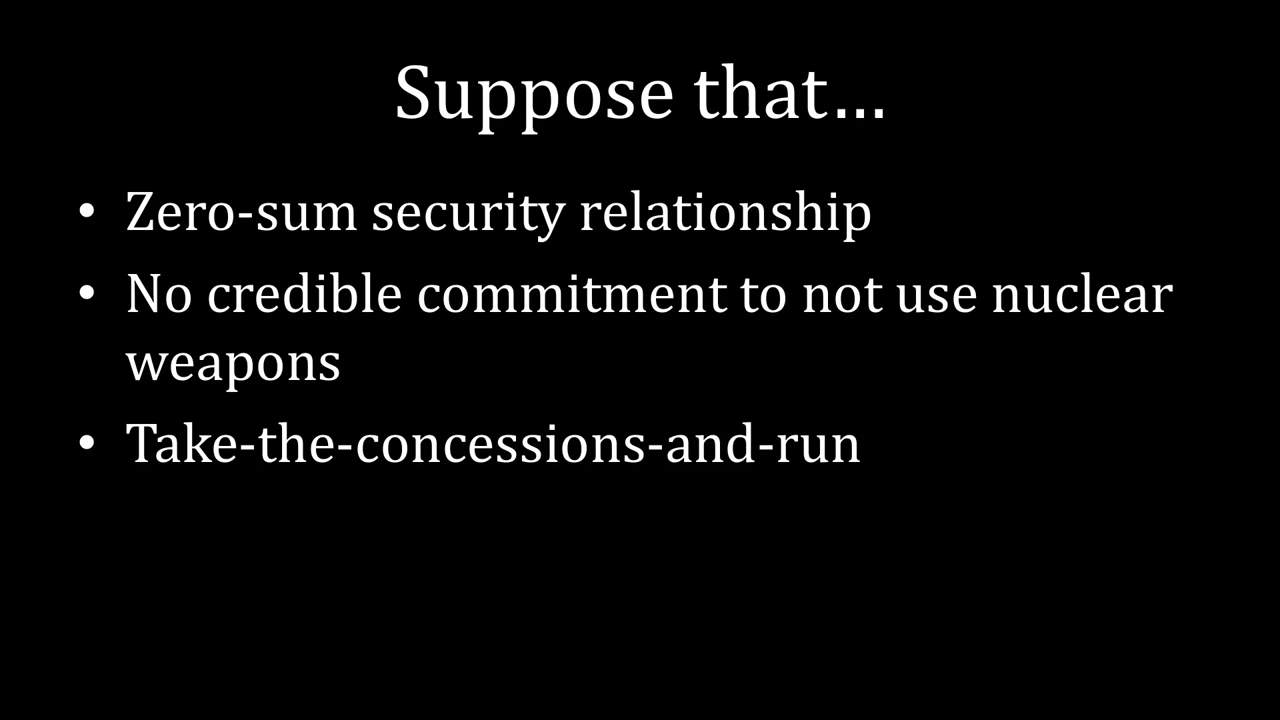 Suppose that…
• Zero-sum security relationship
• No credible commitment to not use nuclear
weapons
• Take-the-concessions-and-run